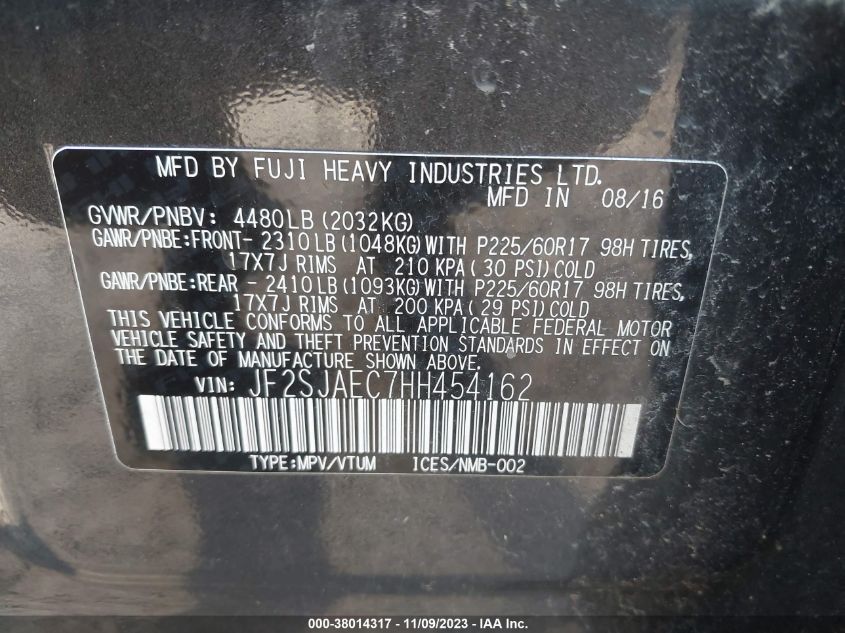 MFD BY FUJI HEAVY INDUSTRIES LTD.
MFD IN 08/16
GVWR/PNBV: 4480LB (2032KG)
GAWR/PNBE:FRONT- 2310LB(1048KG)WITH P225/60R17 98H TIRES,
17X7J RIMS AT 210 KPA(30 PSI)COLD
GAWR/PNBE:REAR - 2410LB(1093KG)WITH P225/60R17 98H TIRES,
17X7J RIMS AT 200 KPA(29 PSI)COLD
THIS VEHICLE CONFORMS TO ALL APPLICABLE FEDERAL MOTOR
VEHICLE SAFETY AND THEFT PREVENTION STANDARDS IN EFFECT ON
THE DATE OF MANUFACTURE SHOWN ABOVE.
VIN: JF2SJAEC7HH454162
TYPE:MPV/VTUM ICES/NMB-002
000-38014317 - 11/09/2023 - IAA Inc.